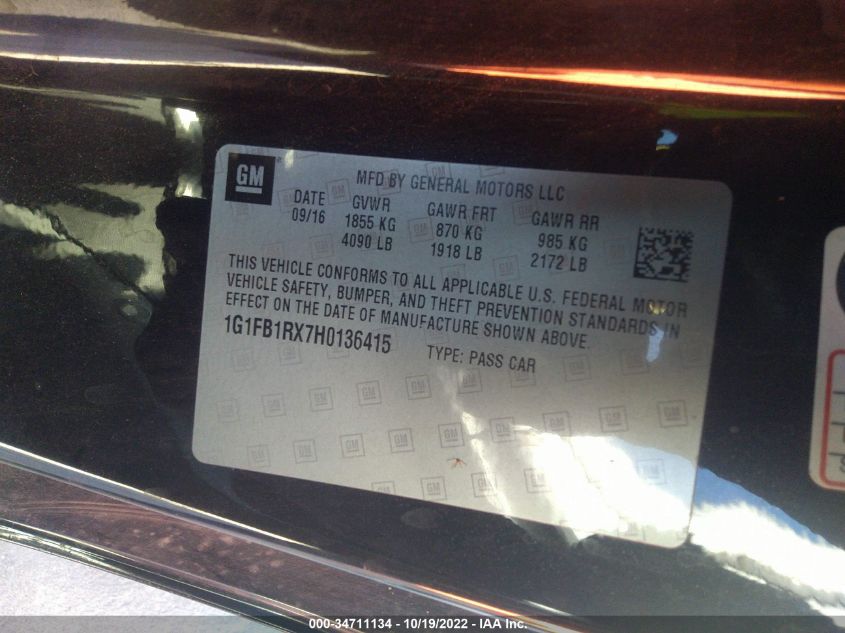 GM
MFD BY GENERAL MOTORS LLC
DATE GVWR GAWR FRT GAWR RR
09/16 1855 KG 870 KG 985 KG
4090 LB 1918 LB 2172 LB
THIS VEHICLE CONFORMS TO ALL APPLICABLE U.S. FEDERAL MOTOR
VEHICLE SAFETY, BUMPER, AND THEFT PREVENTION STANDARDS IN
EFFECT ON THE DATE OF MANUFACTURE SHOWN ABOVE.
1G1FB1RX7H0136415 TYPE: PASS CAR
000-34711134 - 10/19/2022 - IAA Inc.